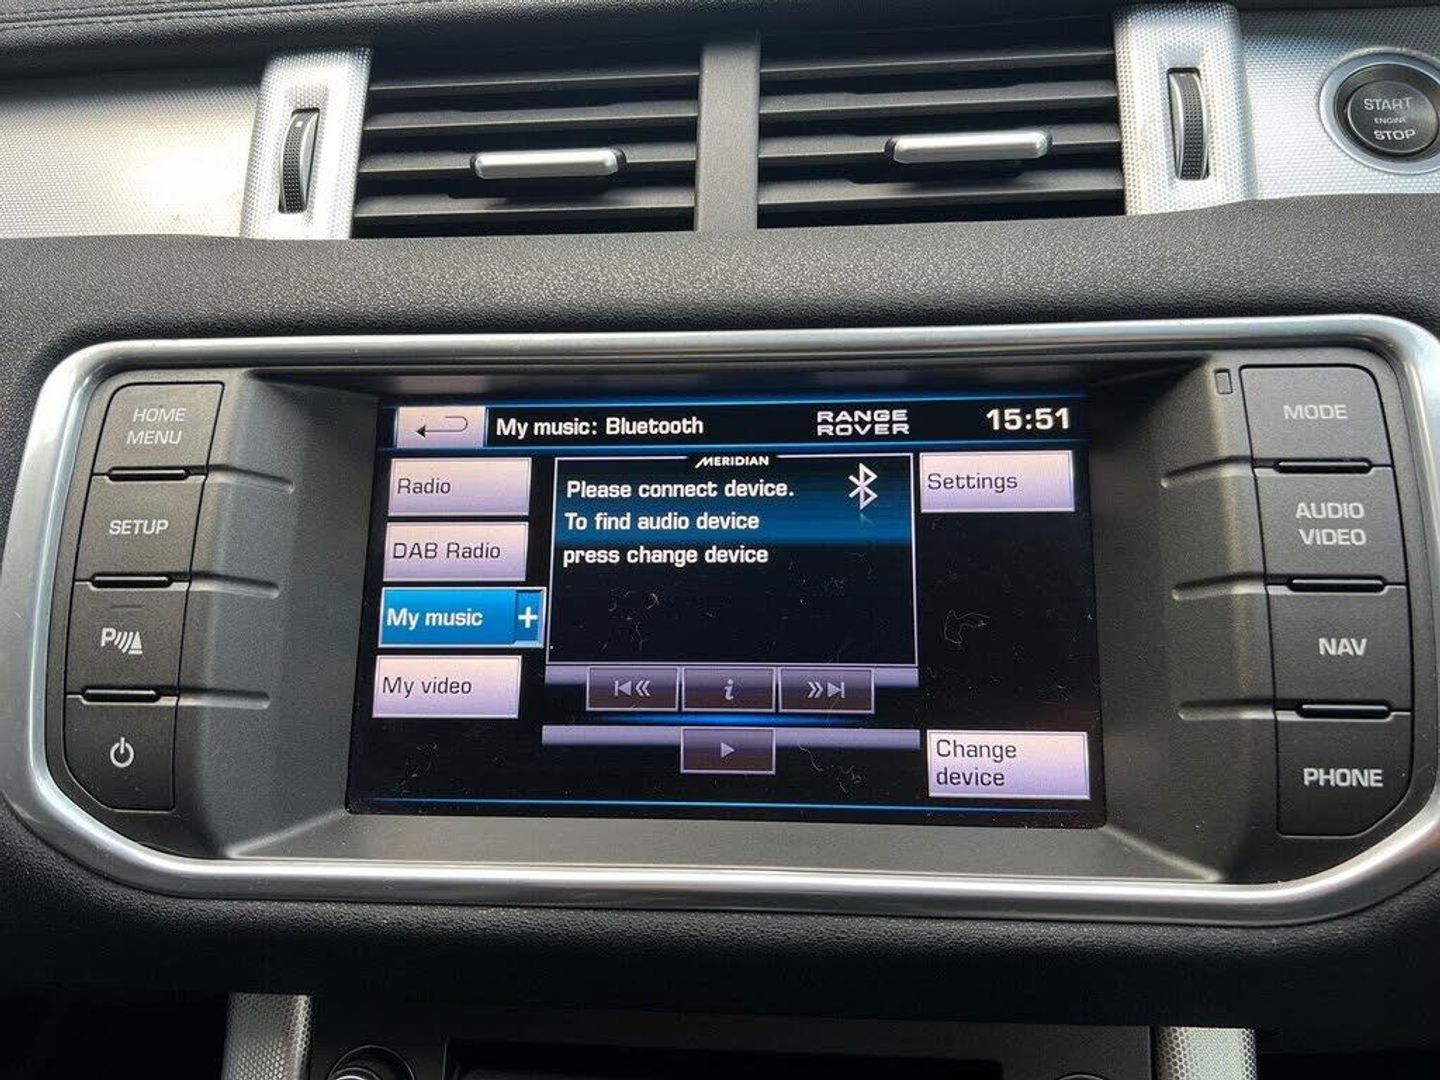 START
ENGINE
STOP
HOME
MENU
SETUP
P
My music: Bluetooth
RANGE
ROVER
15:51
Radio
DAB Radio
My music +
My video
MERIDIAN
Please connect device.
To find audio device
press change device
i
Settings
Change
device
MODE
AUDIO
VIDEO
NAV
PHONE